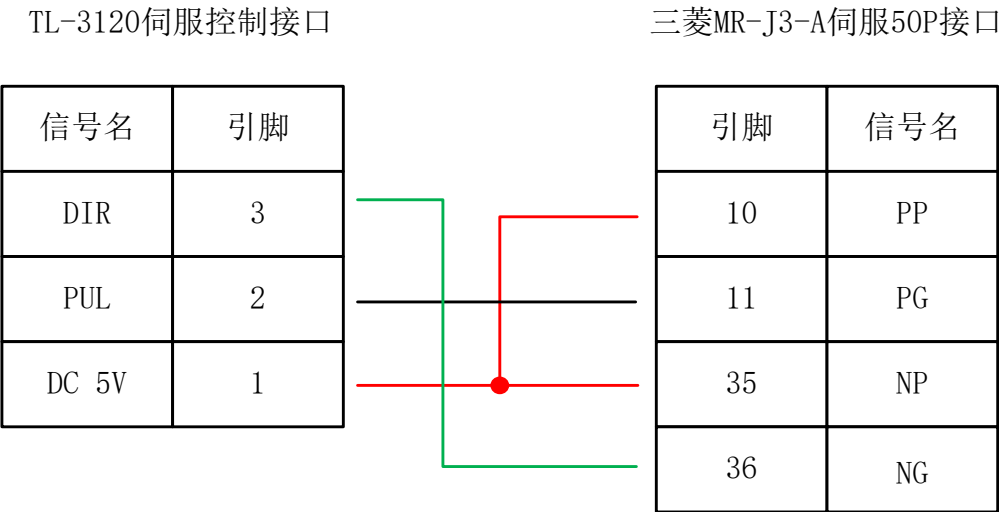 TL-3120伺服控制接口
三菱MR-J3-A伺服50P接口
信号名 引脚
DIR 3
PUL 2
DC 5V 1
引脚 信号名
10 PP
11 PG
35 NP
36 NG